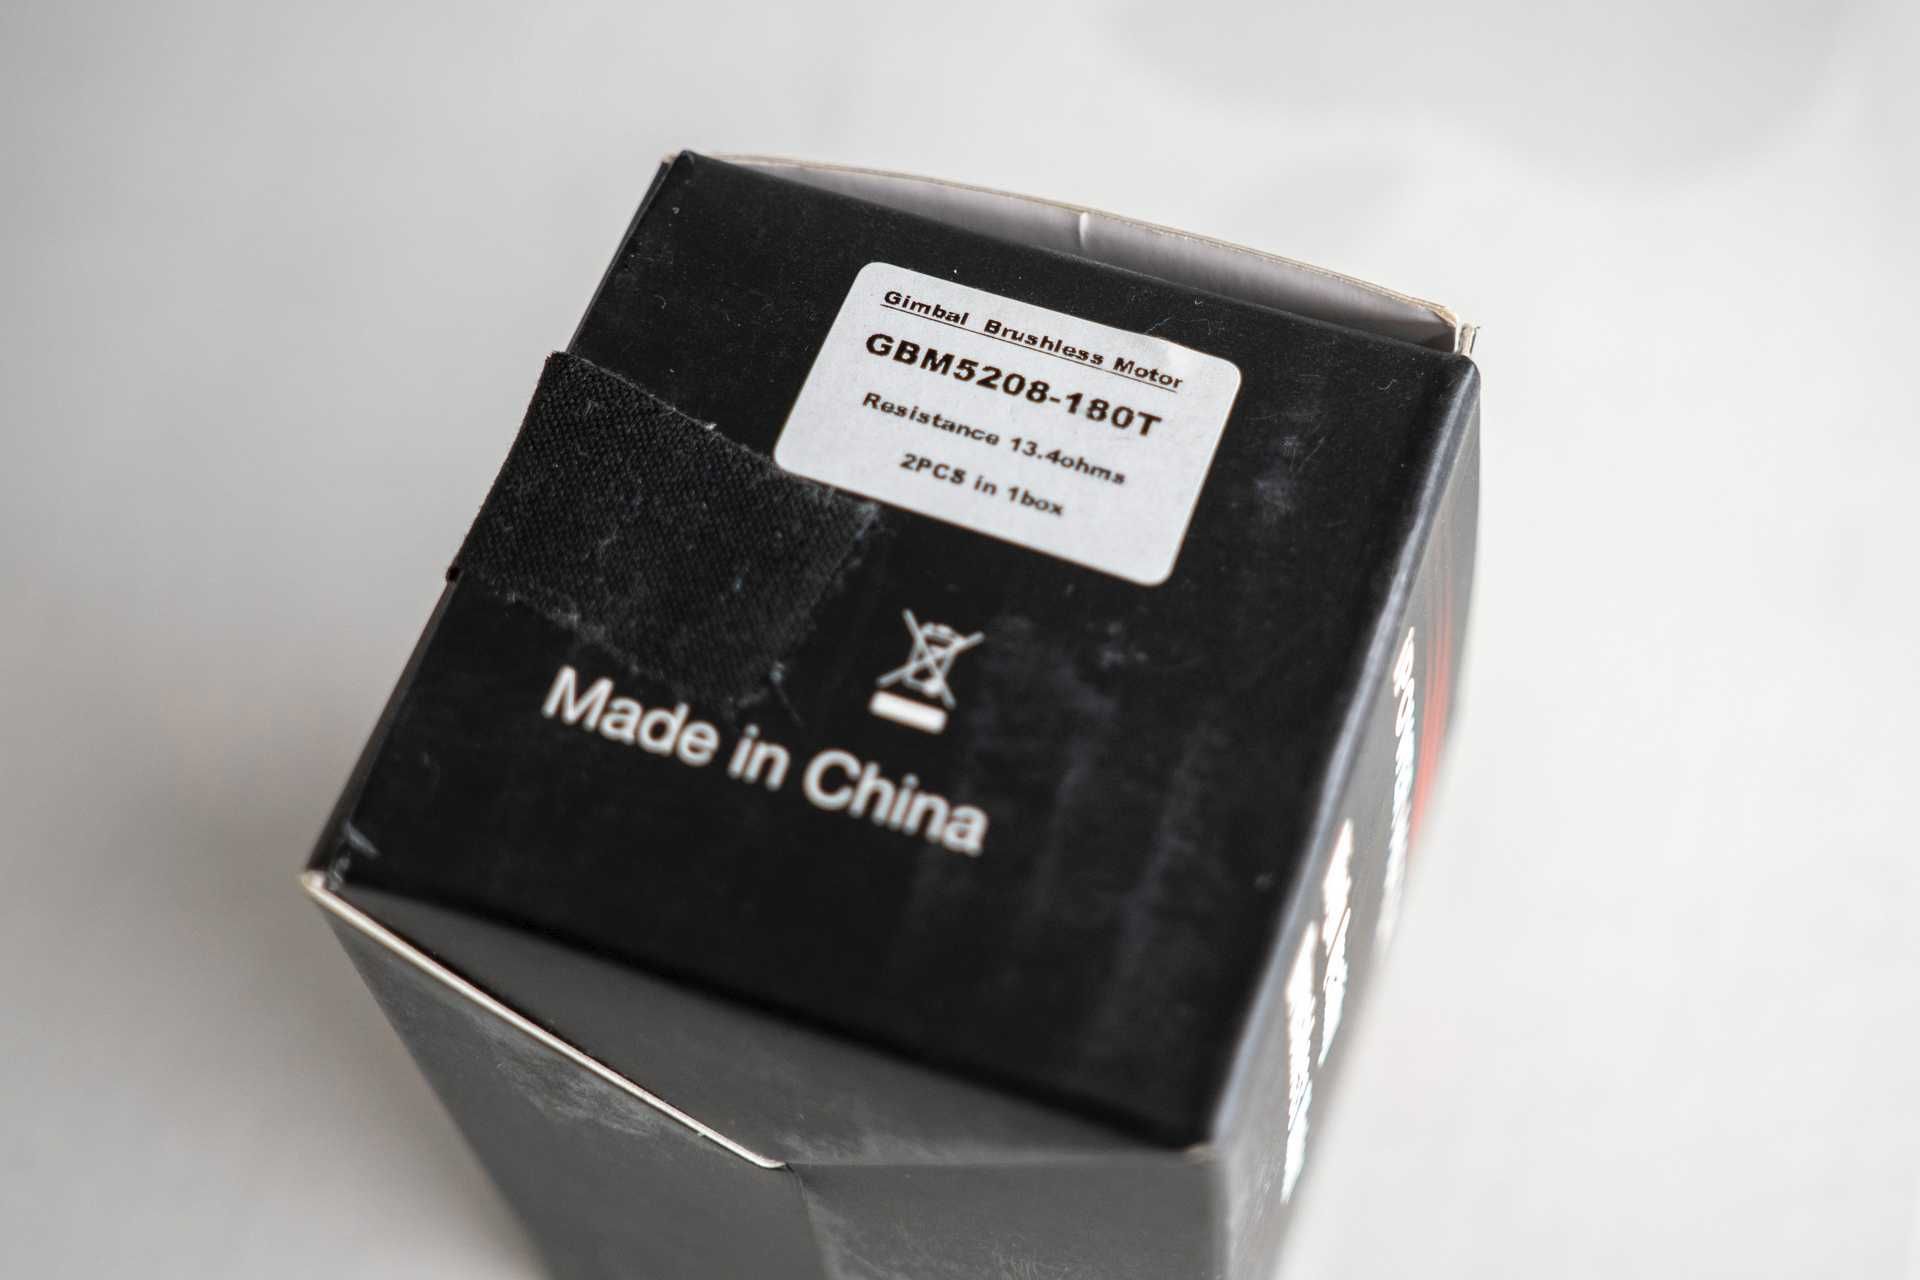 Gimbal Brushless Motor
GBM5208-180T
Resistance 13.4ohms
2PCS in 1box
Made in China